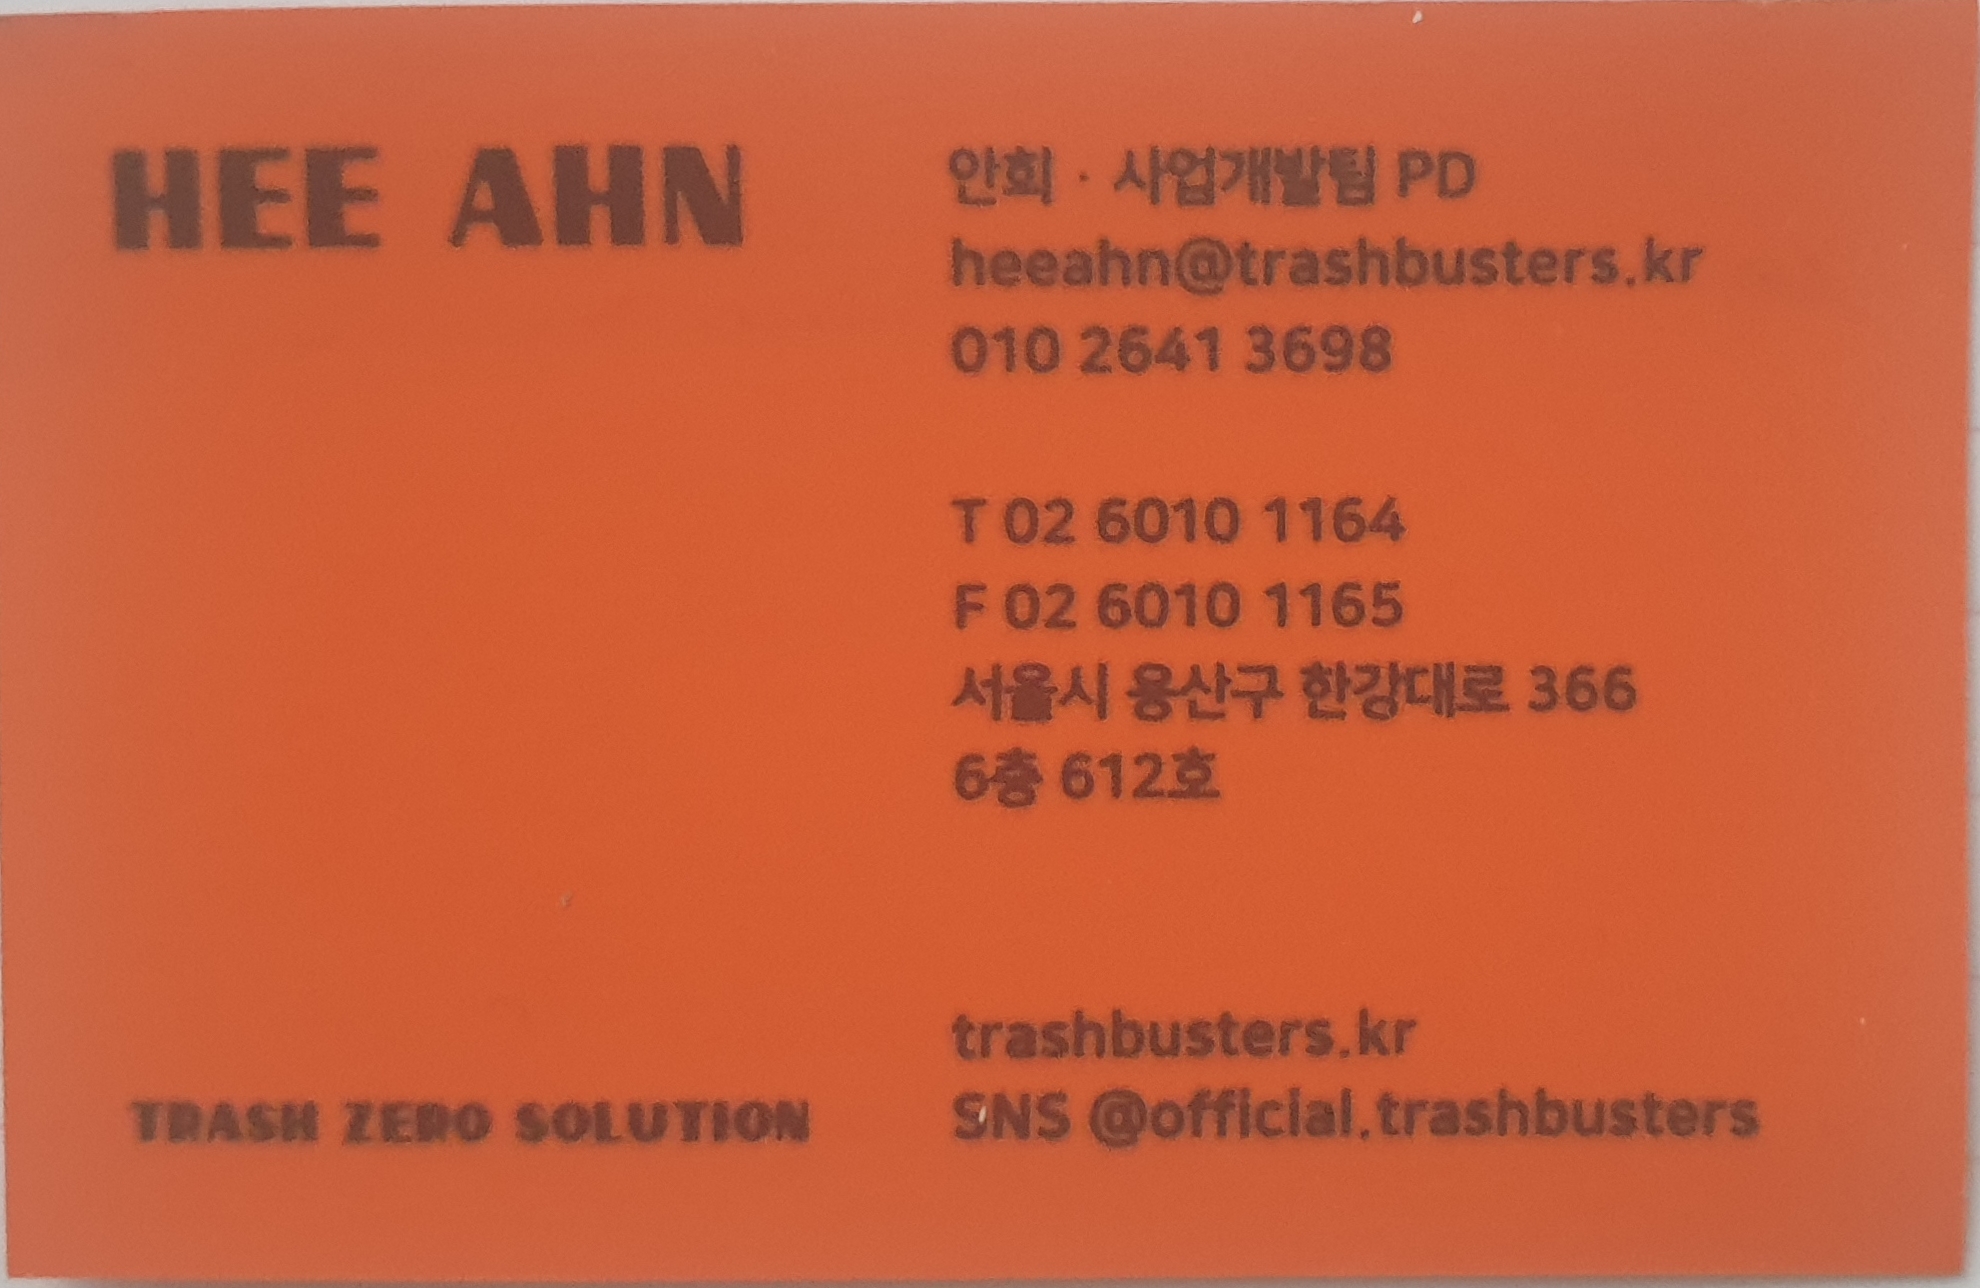 HEE AHN
안회 · 사업개발팀 PD
heeahn@trashbusters.kr
010 2641 3698
T 02 6010 1164
F 02 6010 1165
서울시 용산구 한강대로 366
6층 612호
trashbusters.kr
SNS @official.trashbusters
TRASH ZERO SOLUTION